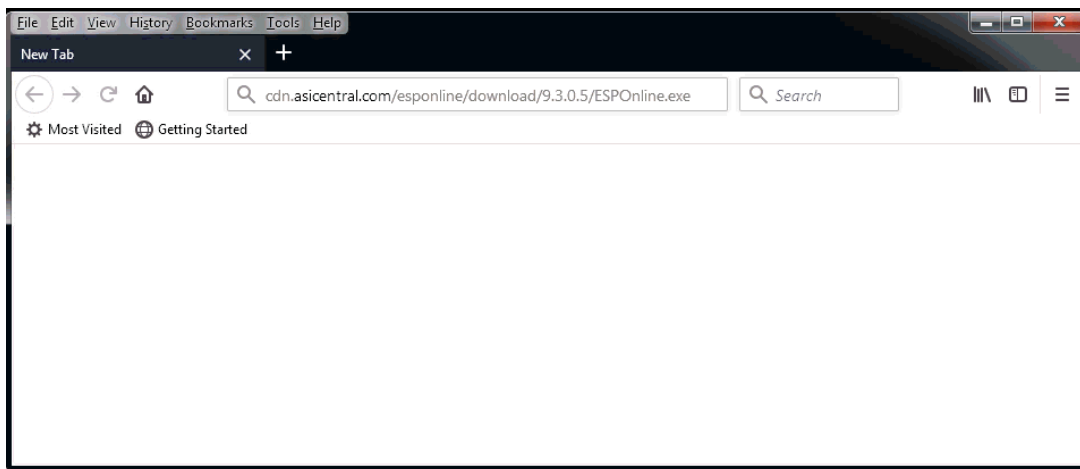 File Edit View History Bookmarks Tools Help
New Tab
cdn.asicentral.com/esponline/download/9.3.0.5/ESPOnline.exe Search
Most Visited Getting Started